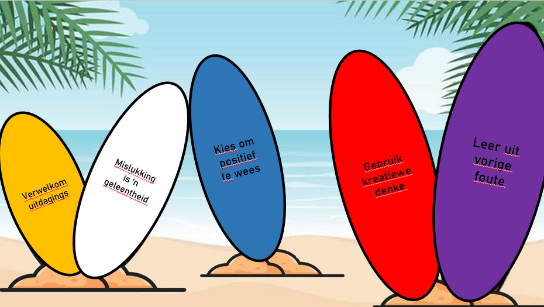 Verwelkom
uitdagings
Mislukking
is 'n
geleentheid
Kies om
positief
te wees
Gebruik
kreatiewe
denke
Leer uit
vorige
foute